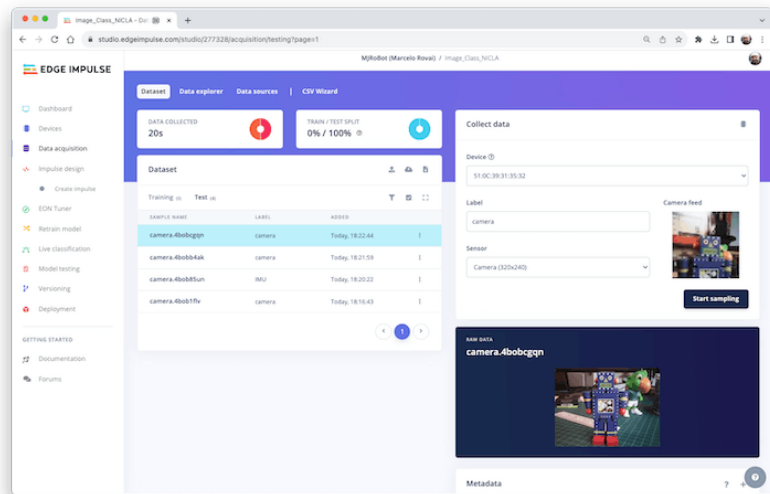 Image_Class_NICLA - Dat
studio.edgeimpulse.com/studio/277328/acquisition/testing?page=1
EDGE IMPULSE
MJRoBot (Marcelo Rovai) / Image_Class_NICLA
Dashboard
Devices
Data acquisition
Impulse design
Create impulse
EON Tuner
Retrain model
Live classification
Model testing
Versioning
Deployment
GETTING STARTED
Documentation
Forums
Dataset Data explorer Data sources | CSV Wizard
DATA COLLECTED
20s
TRAIN / TEST SPLIT
0% / 100%
Dataset
Training (0) Test (4)
SAMPLE NAME LABEL ADDED
camera.4bobcgqn camera Today, 18:22:44
camera.4bobb4ak camera Today, 18:21:59
camera.4bob85un IMU Today, 18:20:22
camera.4bob1flv camera Today, 18:16:43
1
Collect data
Device
51:0C:39:31:35:32
Label
camera
Camera feed
Sensor
Camera (320x240)
Start sampling
RAW DATA
camera.4bobcgqn
Metadata